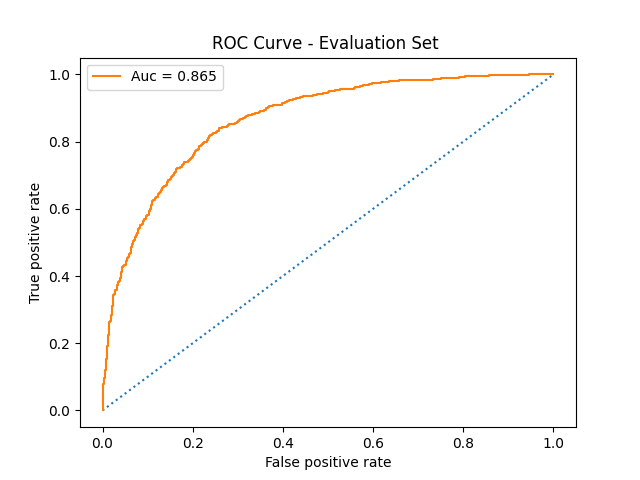 ROC Curve - Evaluation Set
Auc = 0.865
1.0
0.8
0.6
0.4
0.2
0.0
True positive rate
0.0 0.2 0.4 0.6 0.8 1.0
False positive rate